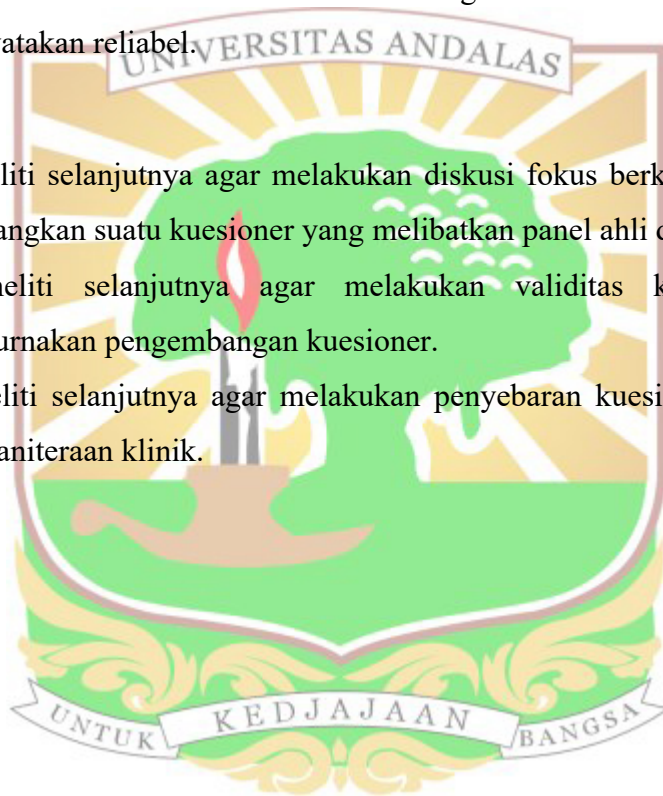 yatakan reliabel.
UNIVERSITAS ANDALAS
liti selanjutnya agar melakukan diskusi fokus berk
angkan suatu kuesioner yang melibatkan panel ahli d
neliti selanjutnya agar melakukan validitas k
urnakan pengembangan kuesioner.
eliti selanjutnya agar melakukan penyebaran kuesi
aniteraan klinik.
UNTUK KEDJAJAAN BANGSA